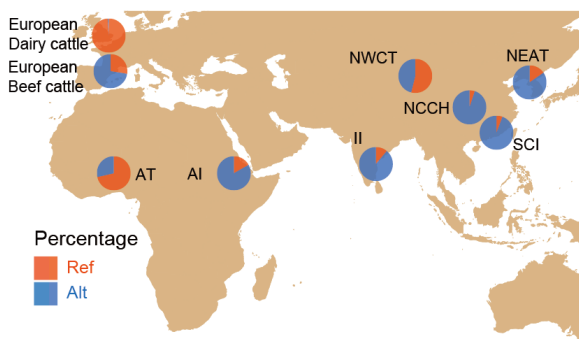 European
Dairy cattle
European
Beef cattle
NWCT
NEAT
NCCH
SCI
II
AT
AI
Percentage
Ref
Alt